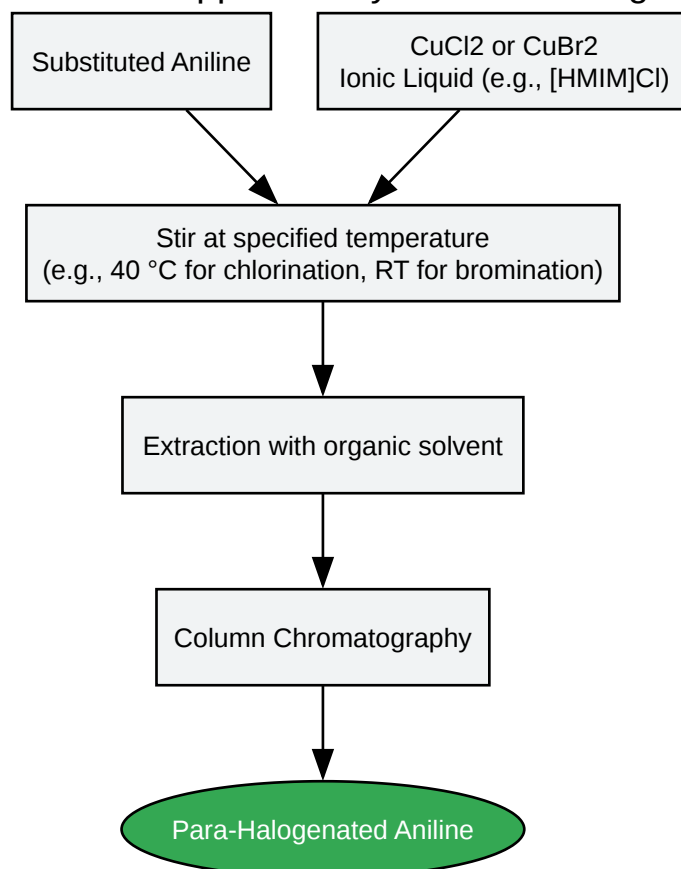 Substituted Aniline
CuCl2 or CuBr2
Ionic Liquid (e.g., [HMIM]Cl)
Stir at specified temperature
(e.g., 40 °C for chlorination, RT for bromination)
Extraction with organic solvent
Column Chromatography
Para-Halogenated Aniline